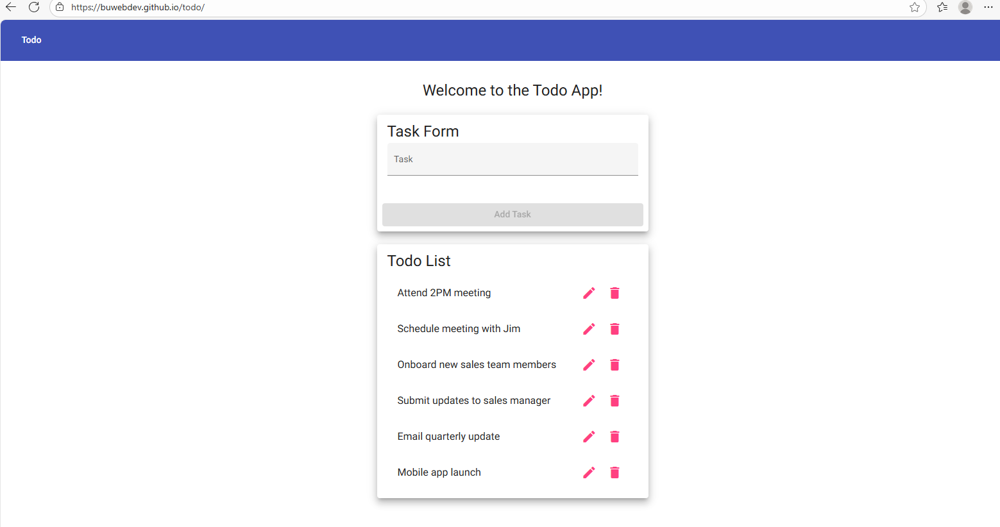 https://buwebdev.github.io/todo/
Todo
Welcome to the Todo App!
Task Form
Task
Add Task
Todo List
Attend 2PM meeting
Schedule meeting with Jim
Onboard new sales team members
Submit updates to sales manager
Email quarterly update
Mobile app launch